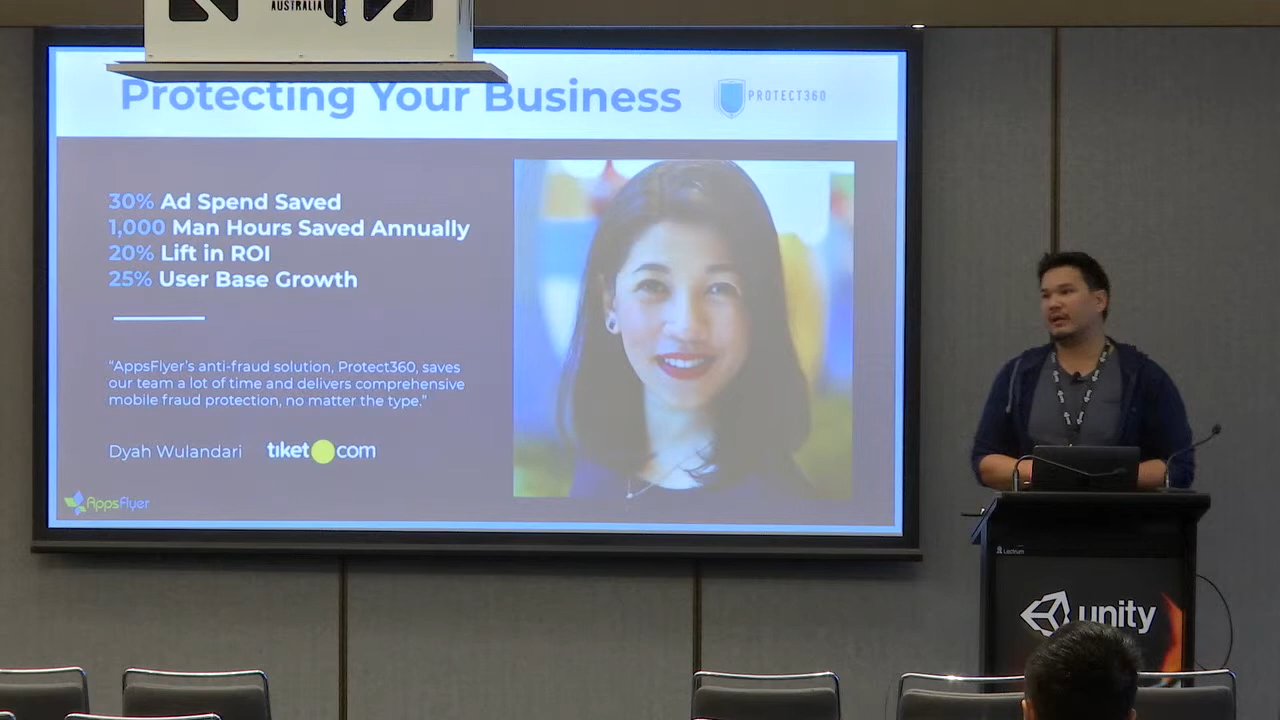 AUSTRALIA
Protecting Your Business
PROTECT360
30% Ad Spend Saved
1,000 Man Hours Saved Annually
20% Lift in ROI
25% User Base Growth
“AppsFlyer’s anti-fraud solution, Protect360, saves
our team a lot of time and delivers comprehensive
mobile fraud protection, no matter the type.”
Dyah Wulandari
tiket.com
AppsFlyer
Lectrum
unity